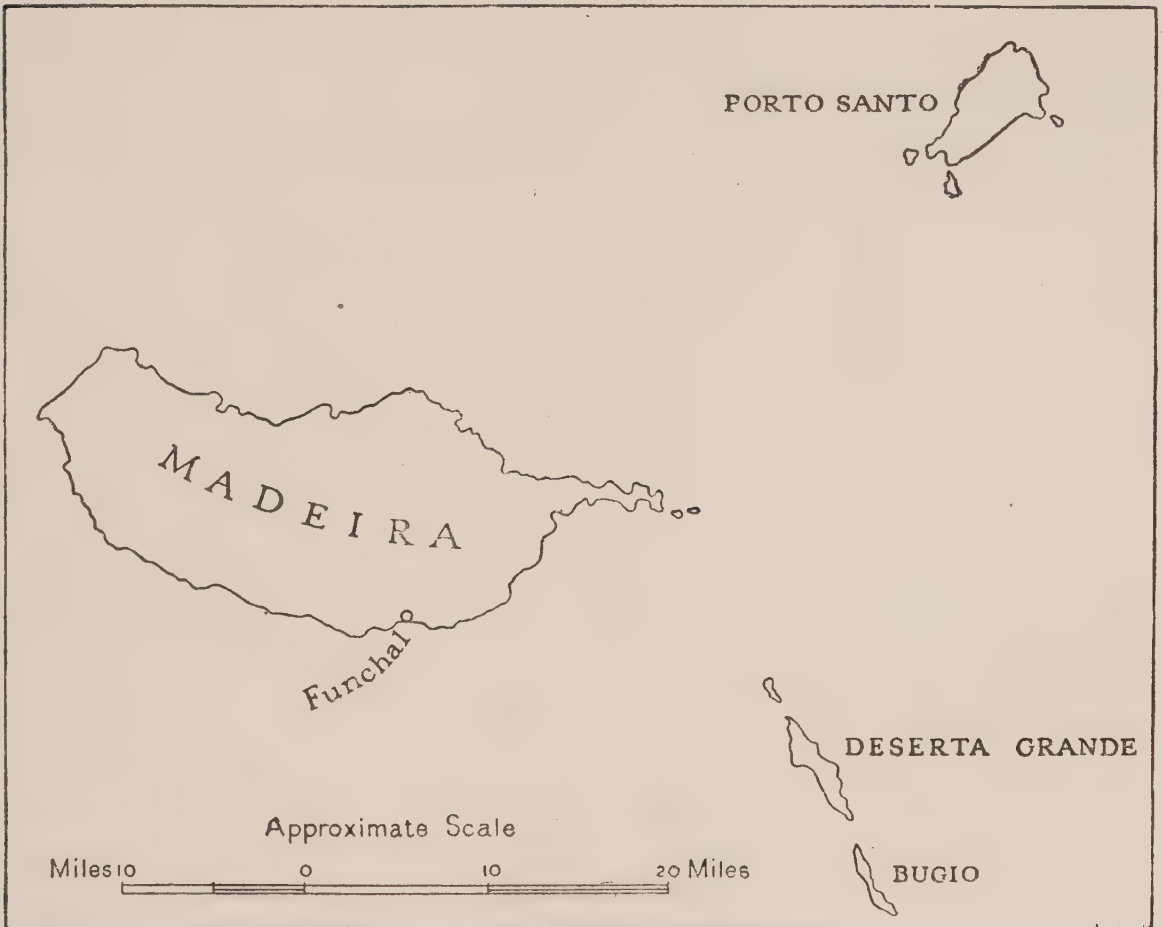 PORTO SANTO
MADEIRA
Funchal
DESERTA GRANDE
Approximate Scale
Miles 10 0 10 20 Miles
BUGIO